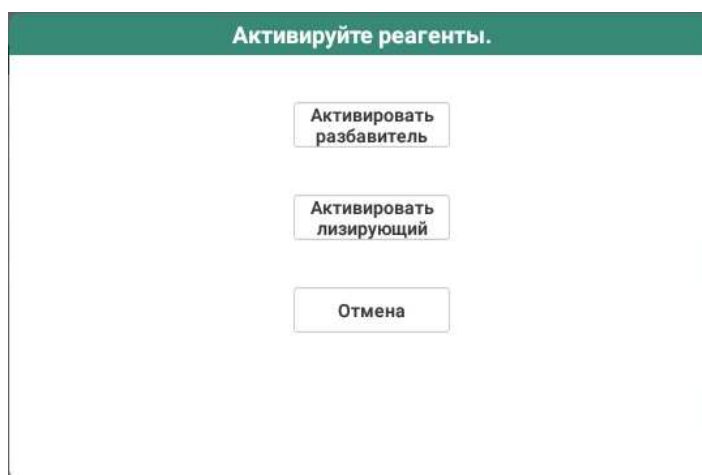 Активируйте реагенты.
Активировать
разбавитель
Активировать
лизирующий
Отмена